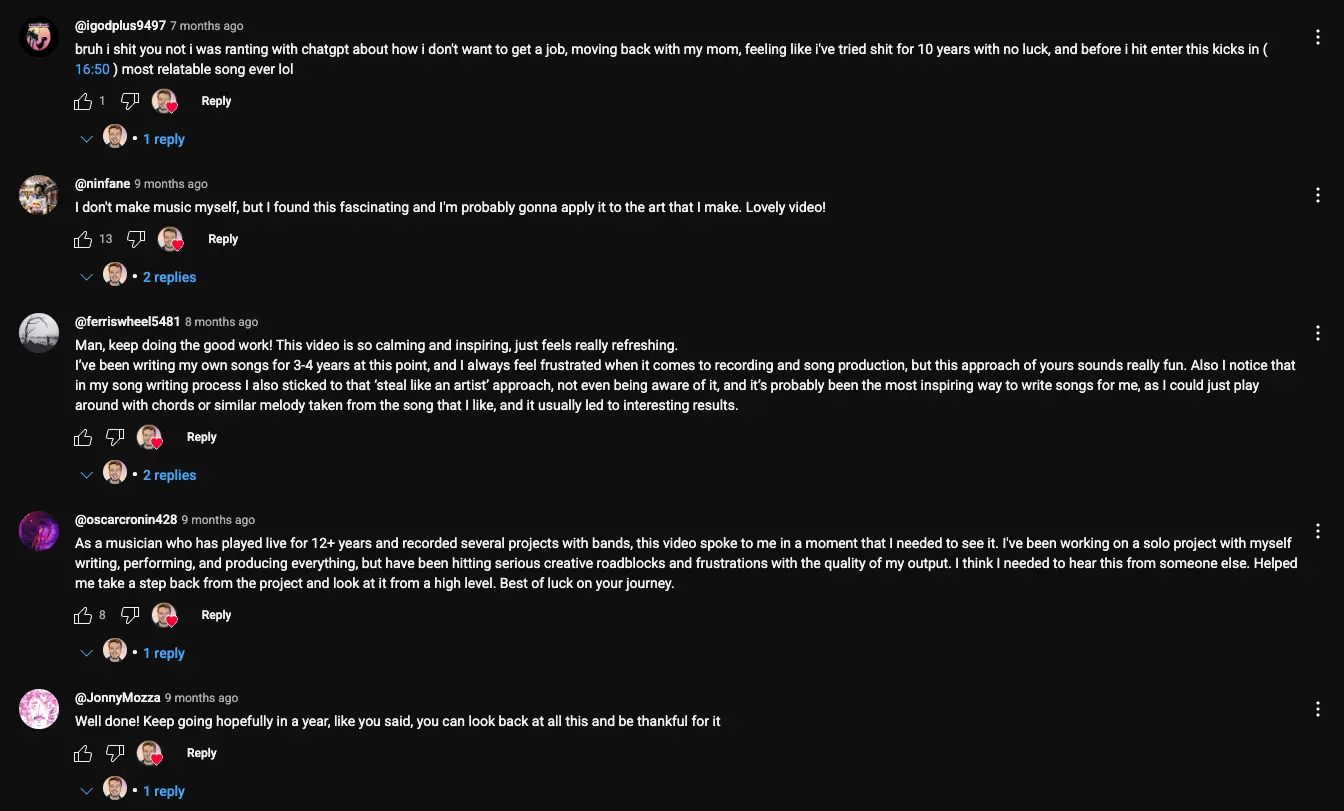 @igodplus9497 7 months ago
bruh i shit you not i was ranting with chatgpt about how i don't want to get a job, moving back with my mom, feeling like i've tried shit for 10 years with no luck, and before i hit enter this kicks in (
16:50 ) most relatable song ever lol
1 Reply
• 1 reply
@ninfane 9 months ago
I don't make music myself, but I found this fascinating and I'm probably gonna apply it to the art that I make. Lovely video!
13 Reply
• 2 replies
@ferriswheel5481 8 months ago
Man, keep doing the good work! This video is so calming and inspiring, just feels really refreshing.
I've been writing my own songs for 3-4 years at this point, and I always feel frustrated when it comes to recording and song production, but this approach of yours sounds really fun. Also I notice that
in my song writing process I also sticked to that ‘steal like an artist’ approach, not even being aware of it, and it’s probably been the most inspiring way to write songs for me, as I could just play
around with chords or similar melody taken from the song that I like, and it usually led to interesting results.
Reply
• 2 replies
@oscarcronin428 9 months ago
As a musician who has played live for 12+ years and recorded several projects with bands, this video spoke to me in a moment that I needed to see it. I've been working on a solo project with myself
writing, performing, and producing everything, but have been hitting serious creative roadblocks and frustrations with the quality of my output. I think I needed to hear this from someone else. Helped
me take a step back from the project and look at it from a high level. Best of luck on your journey.
8 Reply
• 1 reply
@JonnyMozza 9 months ago
Well done! Keep going hopefully in a year, like you said, you can look back at all this and be thankful for it
Reply
• 1 reply